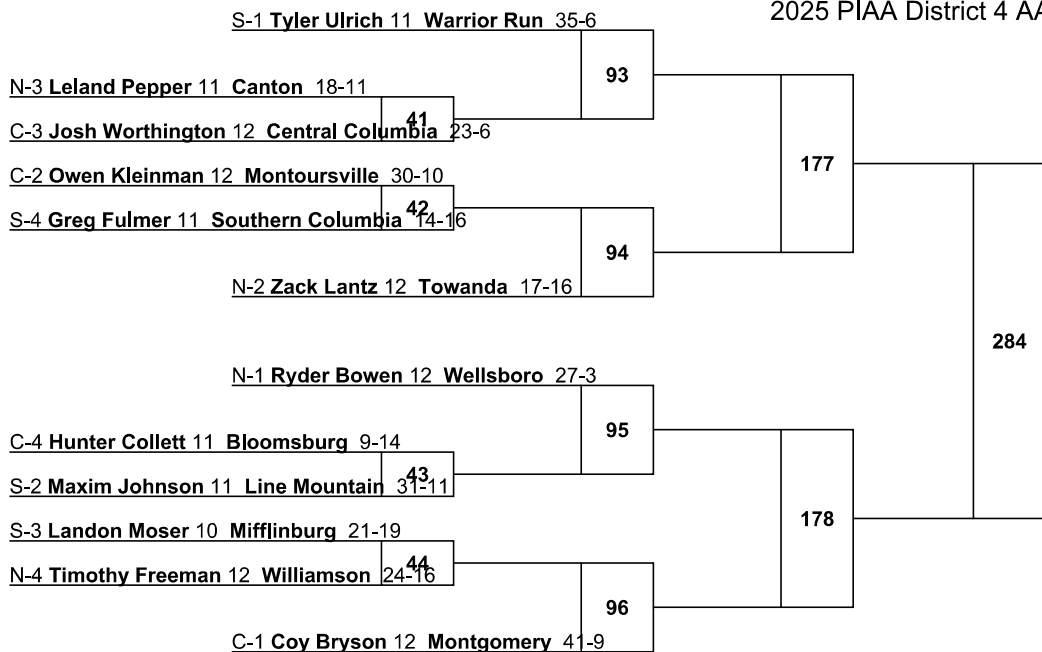 2025 PIAA District 4 AA
S-1 Tyler Ulrich 11 Warrior Run 35-6
93
N-3 Leland Pepper 11 Canton 18-11
41
C-3 Josh Worthington 12 Central Columbia 23-6
177
C-2 Owen Kleinman 12 Montoursville 30-10
42
S-4 Greg Fulmer 11 Southern Columbia 14-16
94
N-2 Zack Lantz 12 Towanda 17-16
284
N-1 Ryder Bowen 12 Wellsboro 27-3
95
C-4 Hunter Collett 11 Bloomsburg 9-14
43
S-2 Maxim Johnson 11 Line Mountain 31-11
178
S-3 Landon Moser 10 Mifflinburg 21-19
44
N-4 Timothy Freeman 12 Williamson 24-16
96
C-1 Coy Bryson 12 Montgomery 41-9